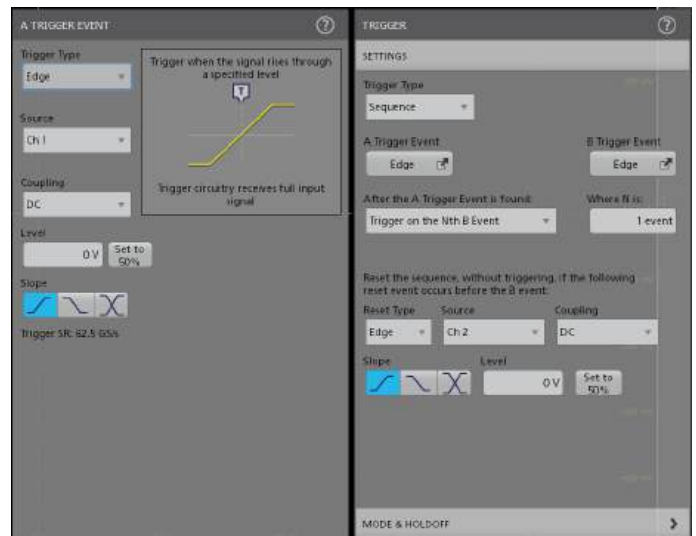 A TRIGGER EVENT
Trigger Type
Edge
Trigger when the signal rises through
a specified level
T
Source
Ch 1
Coupling
DC
Trigger circuitry receives full input
signal
Level
0 V
Set to
50%
Slope
Trigger SR: 62.5 GS/s
TRIGGER
SETTINGS
Trigger Type
Sequence
A Trigger Event
B Trigger Event
Edge
Edge
After the A Trigger Event is found:
Where N is:
Trigger on the Nth B Event
1 event
Reset the sequence, without triggering, if the following
reset event occurs before the B event:
Reset Type
Source
Coupling
Edge
Ch 2
DC
Slope
Level
0 V
Set to
50%
MODE & HOLDOFF